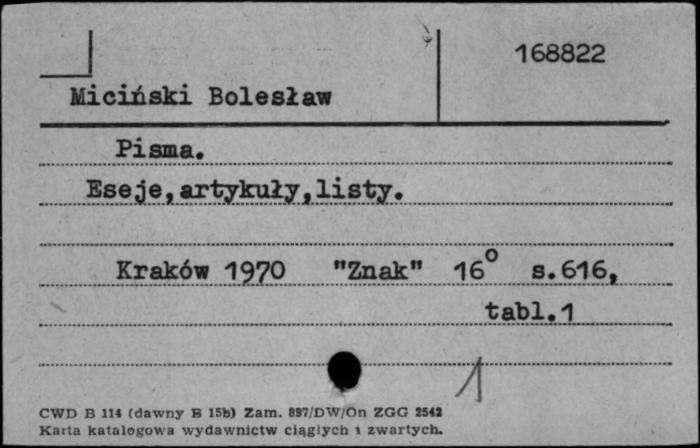 168822
Miciński Bolesław
Pisma.
Eseje,artykuły,listy.
Kraków 1970 "Znak" 16° s.616,
tabl.1
1
CWD B 114 (dawny B 15b) Zam. 897/DW/On ZGG 2542
Karta katalogowa wydawnictw ciągłych i zwartych.